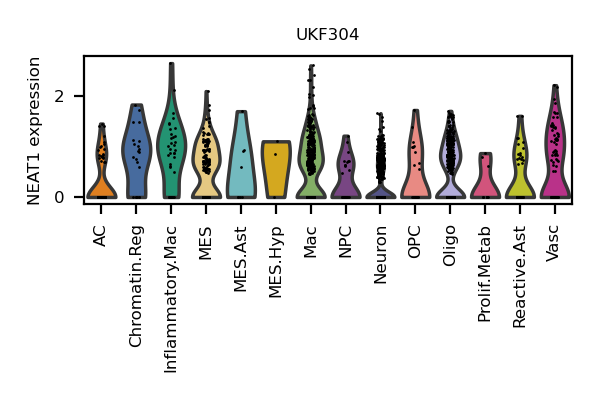 UKF304
NEAT1 expression
2
0
AC
Chromatin.Reg
Inflammatory.Mac
MES
MES.Ast
MES.Hyp
Mac
NPC
Neuron
OPC
Oligo
Prolif.Metab
Reactive.Ast
Vasc